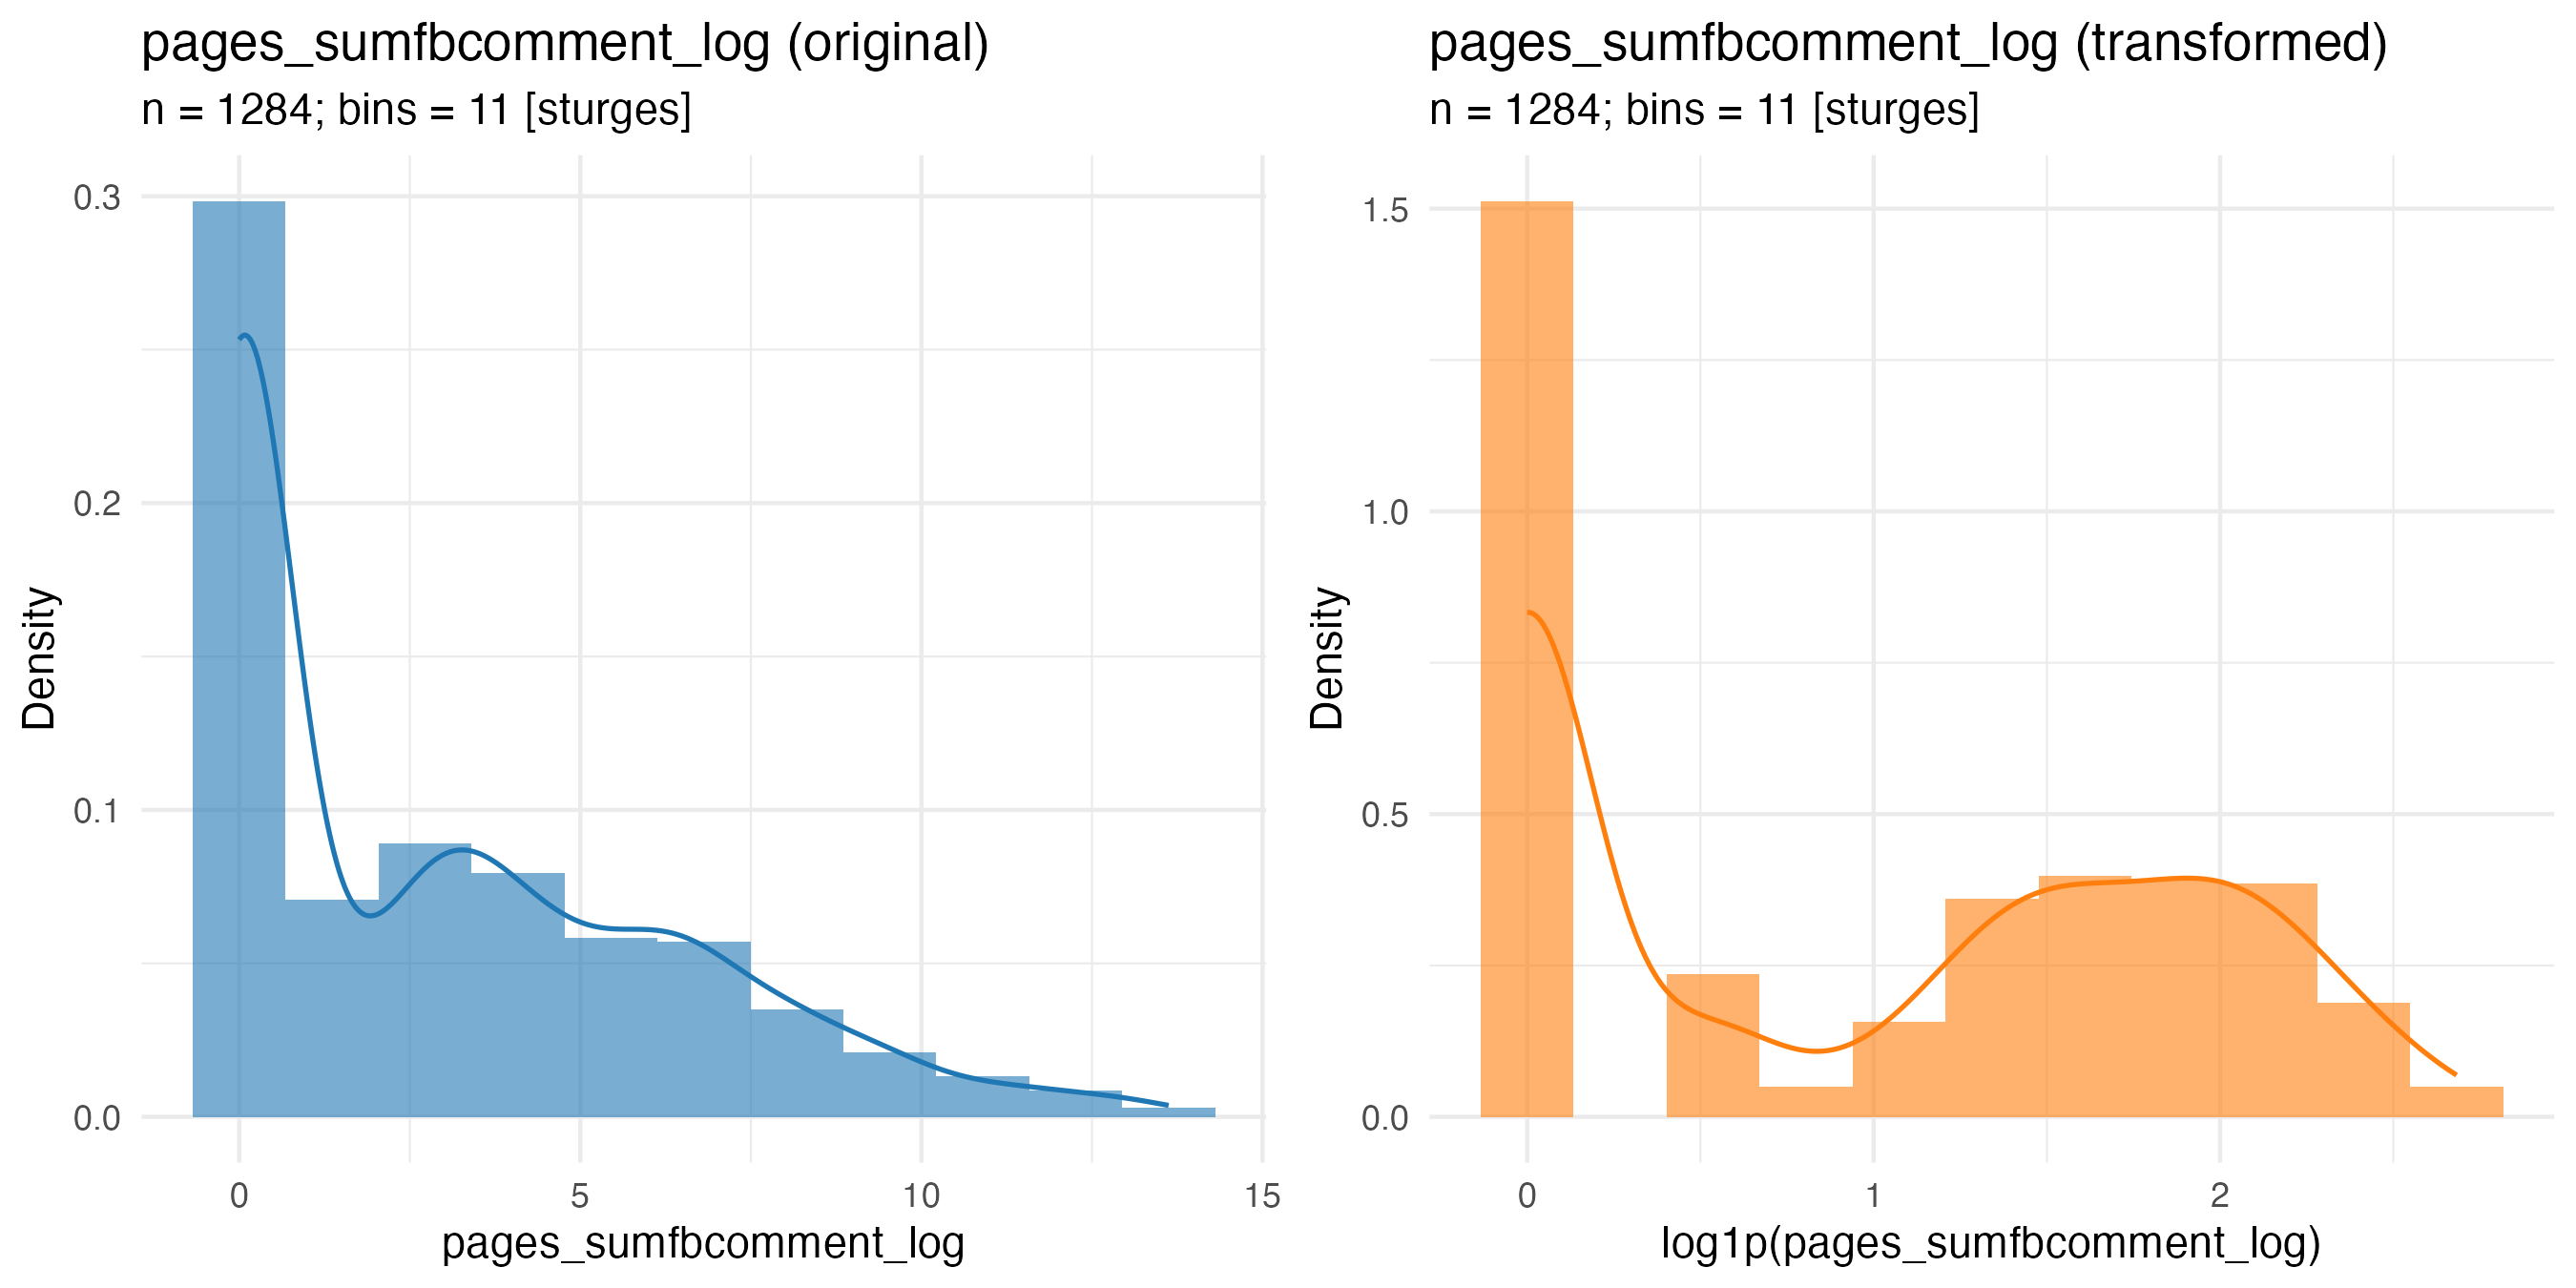 pages_sumfbcomment_log (original)
n = 1284; bins = 11 [sturges]
0.3
0.2
0.1
0.0
Density
0 5 10 15
pages_sumfbcomment_log
pages_sumfbcomment_log (transformed)
n = 1284; bins = 11 [sturges]
1.5
1.0
0.5
0.0
Density
0 1 2
log1p(pages_sumfbcomment_log)